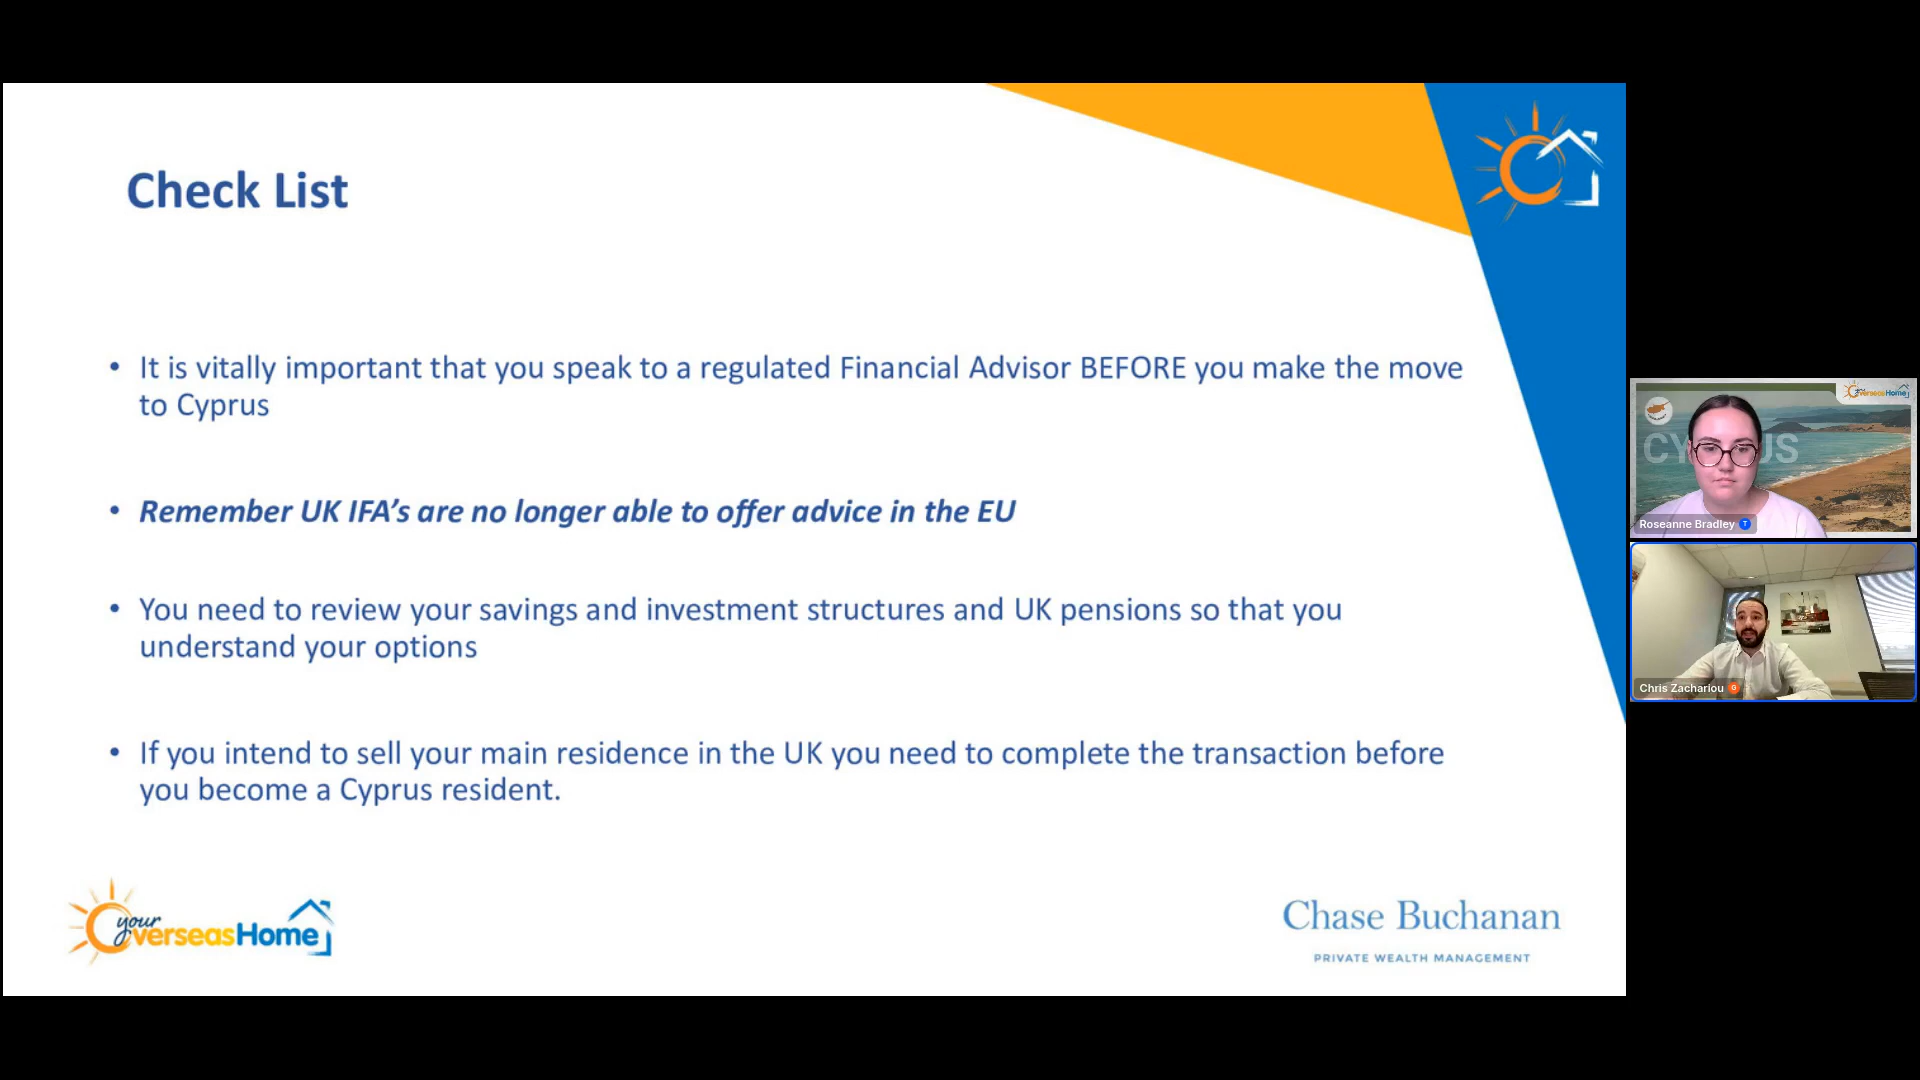 Check List
• It is vitally important that you speak to a regulated Financial Advisor BEFORE you make the move
to Cyprus
• Remember UK IFA’s are no longer able to offer advice in the EU
• You need to review your savings and investment structures and UK pensions so that you
understand your options
• If you intend to sell your main residence in the UK you need to complete the transaction before
you become a Cyprus resident.
your
OverseasHome
Chase Buchanan
PRIVATE WEALTH MANAGEMENT
OverseasHome
CYPRUS
Roseanne Bradley T
Chris Zachariou G